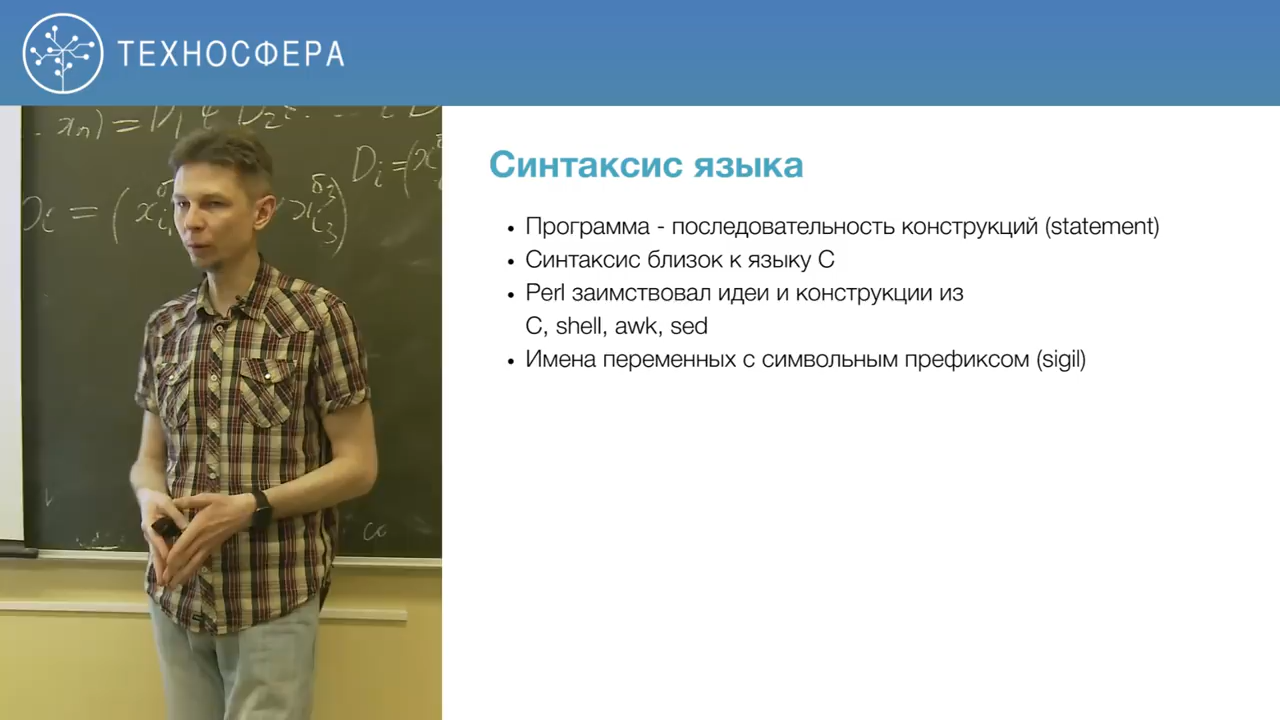 ТЕХНОСФЕРА
Синтаксис языка
• Программа - последовательность конструкций (statement)
• Синтаксис близок к языку C
• Perl заимствовал идеи и конструкции из
C, shell, awk, sed
• Имена переменных с символьным префиксом (sigil)